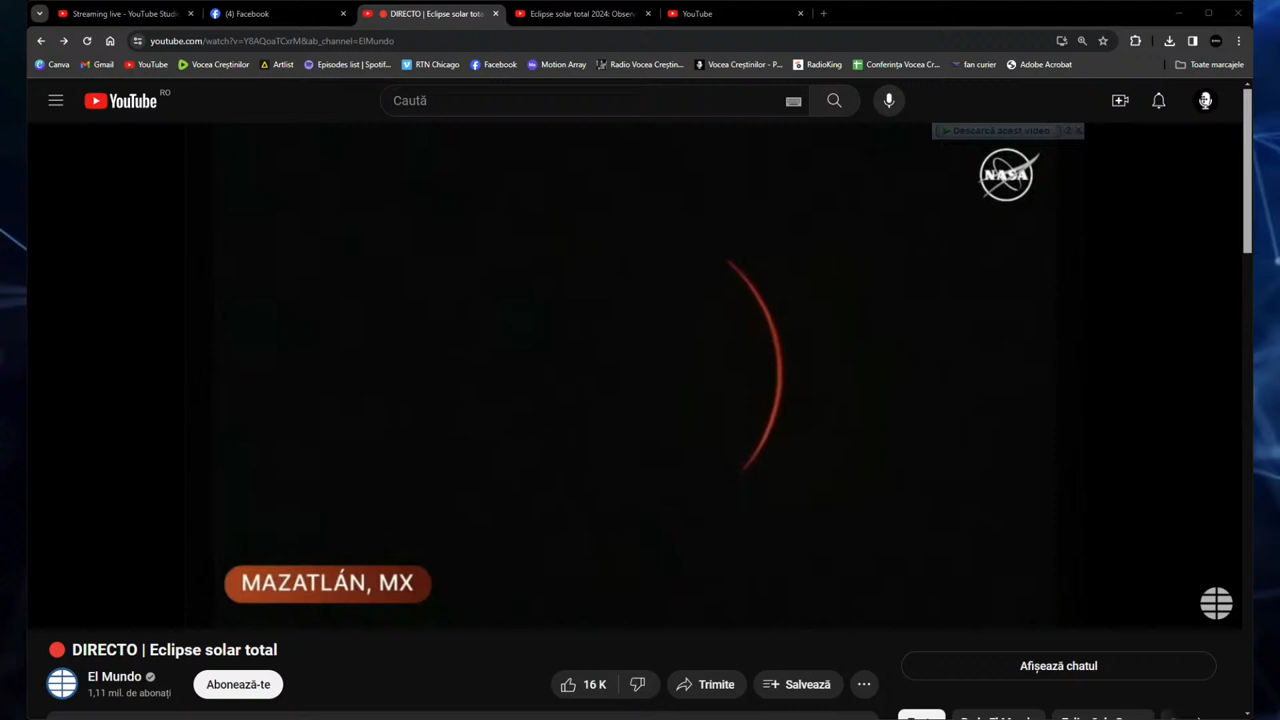 Streaming live - YouTube Studi
(4) Facebook
DIRECTO | Eclipse solar tota
Eclipse solar total 2024: Obser
YouTube
youtube.com/watch?v=Y8AQoaTCxrM&ab_channel=ElMundo
Canva
Gmail
YouTube
Vocea Creștinilor
Artlist
Episodes list | Spotif...
RTN Chicago
Facebook
Motion Array
Radio Vocea Creștin...
Vocea Creștinilor - P...
RadioKing
Conferința Vocea Cr...
fan curier
Adobe Acrobat
Toate marcajele
YouTube RO
Caută
Descarcă acest video
NASA
MAZATLÁN, MX
DIRECTO | Eclipse solar total
El Mundo
1,11 mil. de abonați
Abonează-te
16 K
Trimite
Salvează
Afișează chatul